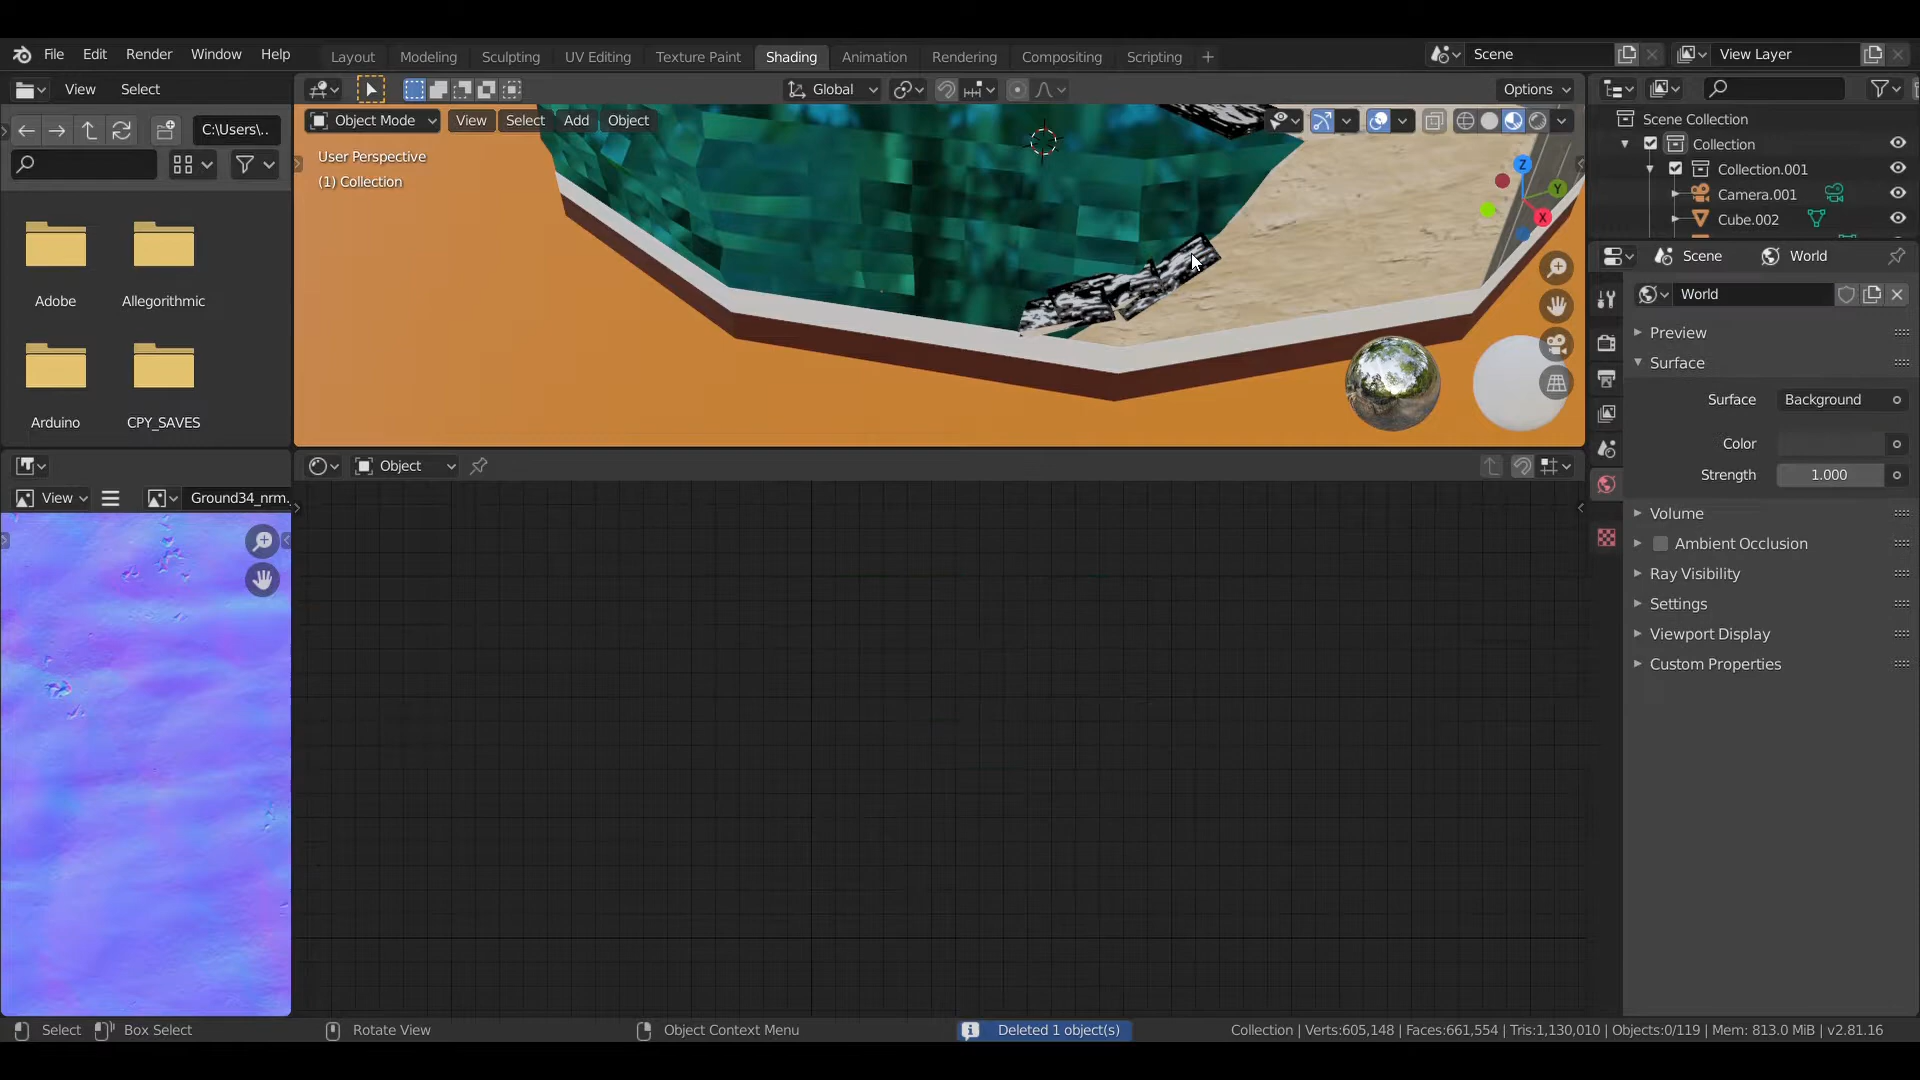 File Edit Render Window Help
Layout Modeling Sculpting UV Editing Texture Paint Shading Animation Rendering Compositing Scripting +
Scene
View Layer
View Select
Global
Options
C:\Users\..
Object Mode View Select Add Object
User Perspective
(1) Collection
Z
Y
X
Adobe
Allegorithmic
Arduino
CPY_SAVES
Scene Collection
Collection
Collection.001
Camera.001
Cube.002
Scene World
World
Preview
Surface
Surface Background
Color
Strength 1.000
Volume
Ambient Occlusion
Ray Visibility
Settings
Viewport Display
Custom Properties
Object
View Ground34_nrm.
Select Box Select Rotate View Object Context Menu Deleted 1 object(s) Collection | Verts:605,148 | Faces:661,554 | Tris:1,130,010 | Objects:0/119 | Mem: 813.0 MiB | v2.81.16